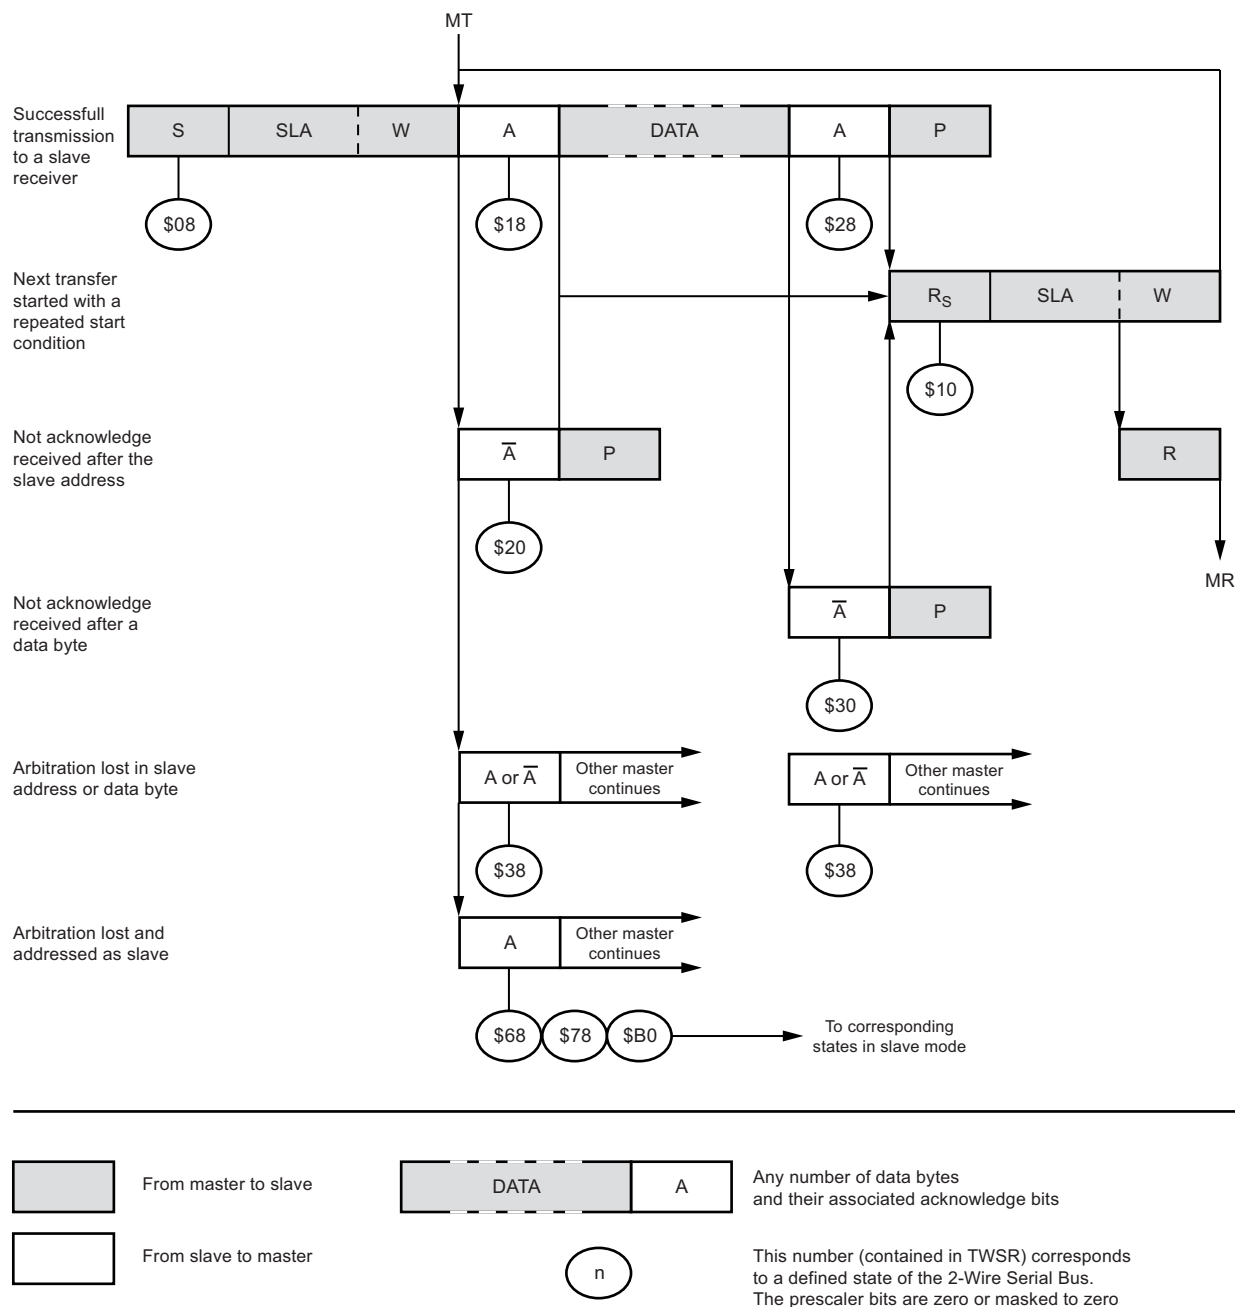 MT
Successfull
transmission
to a slave
receiver
S SLA W A DATA A P
$08 $18 $28
Next transfer
started with a
repeated start
condition
RS SLA W
$10
Not acknowledge
received after the
slave address
A̅ P R
$20
MR
Not acknowledge
received after a
data byte
A̅ P
$30
Arbitration lost in slave
address or data byte
A or A̅
Other master
continues
A or A̅
Other master
continues
$38 $38
Arbitration lost and
addressed as slave
A
Other master
continues
$68 $78 $B0
To corresponding
states in slave mode
From master to slave
DATA A
Any number of data bytes
and their associated acknowledge bits
From slave to master
n
This number (contained in TWSR) corresponds
to a defined state of the 2-Wire Serial Bus.
The prescaler bits are zero or masked to zero